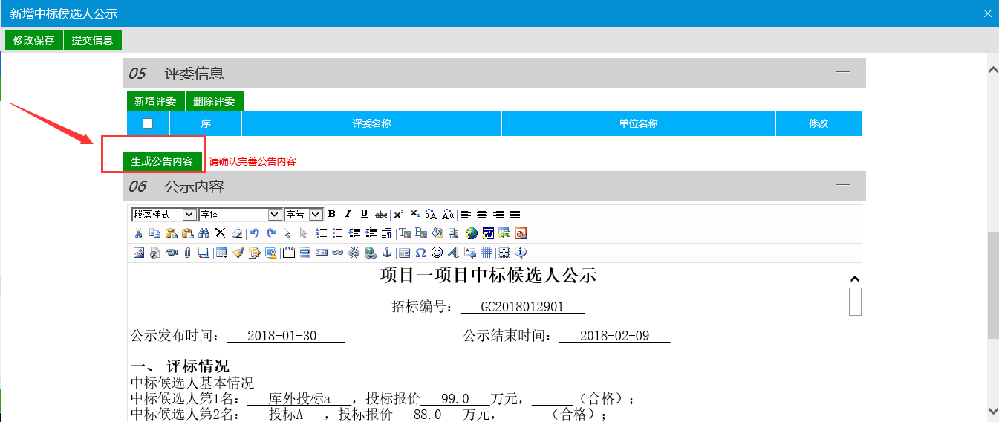 新增中标侯选人公示
修改保存 提交信息
05 评委信息
新增评委 删除评委
序 评委名称 单位名称 修改
生成公告内容 请确认完善公告内容
06 公示内容
段落样式 字体 字号 B I U abc
项目一项目中标候选人公示
招标编号: GC2018012901
公示发布时间: 2018-01-30 公示结束时间: 2018-02-09
一、评标情况
中标候选人基本情况
中标候选人第1名: 库外投标a ,投标报价 99.0 万元, (合格);
中标候选人第2名: 投标A ,投标报价 88.0 万元, (合格);